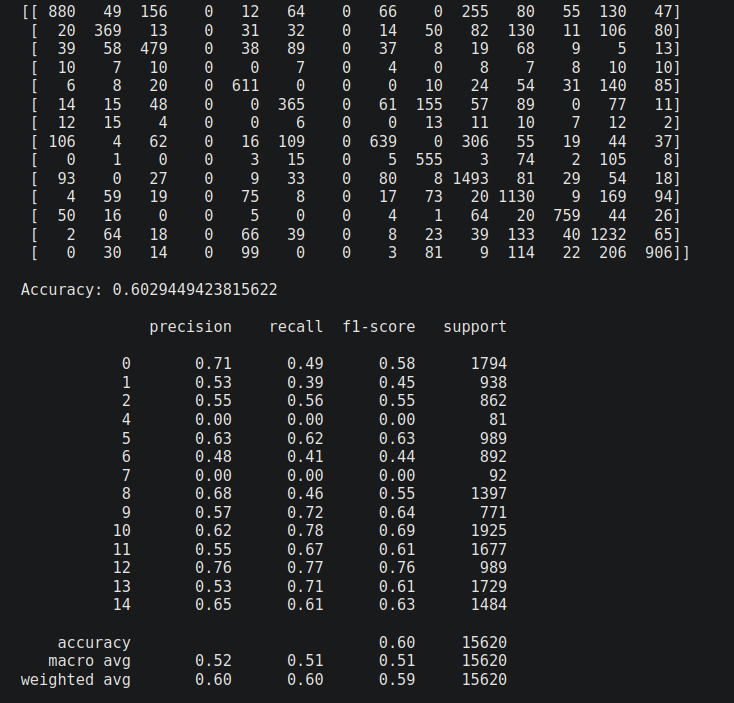 [[ 880   49  156    0   12   64    0   66    0  255   80   55  130   47]
 [  20  369   13    0   31   32    0   14   50   82  130   11  106   80]
 [  39   58  479    0   38   89    0   37    8   19   68    9    5   13]
 [  10    7   10    0    0    7    0    4    0    8    7    8   10   10]
 [   6    8   20    0  611    0    0    0   10   24   54   31  140   85]
 [  14   15   48    0    0  365    0   61  155   57   89    0   77   11]
 [  12   15    4    0    0    6    0    0   13   11   10    7   12    2]
 [ 106    4   62    0   16  109    0  639    0  306   55   19   44   37]
 [   0    1    0    0    3   15    0    5  555    3   74    2  105    8]
 [  93    0   27    0    9   33    0   80    8 1493   81   29   54   18]
 [   4   59   19    0   75    8    0   17   73   20 1130    9  169   94]
 [  50   16    0    0    5    0    0    4    1   64   20  759   44   26]
 [   2   64   18    0   66   39    0    8   23   39  133   40 1232   65]
 [   0   30   14    0   99    0    0    3   81    9  114   22  206  906]]
Accuracy: 0.6029449423815622
              precision    recall  f1-score   support
           0       0.71      0.49      0.58      1794
           1       0.53      0.39      0.45       938
           2       0.55      0.56      0.55       862
           4       0.00      0.00      0.00        81
           5       0.63      0.62      0.63       989
           6       0.48      0.41      0.44       892
           7       0.00      0.00      0.00        92
           8       0.68      0.46      0.55      1397
           9       0.57      0.72      0.64       771
          10       0.62      0.78      0.69      1925
          11       0.55      0.67      0.61      1677
          12       0.76      0.77      0.76       989
          13       0.53      0.71      0.61      1729
          14       0.65      0.61      0.63      1484
    accuracy                           0.60     15620
   macro avg       0.52      0.51      0.51     15620
weighted avg       0.60      0.60      0.59     15620